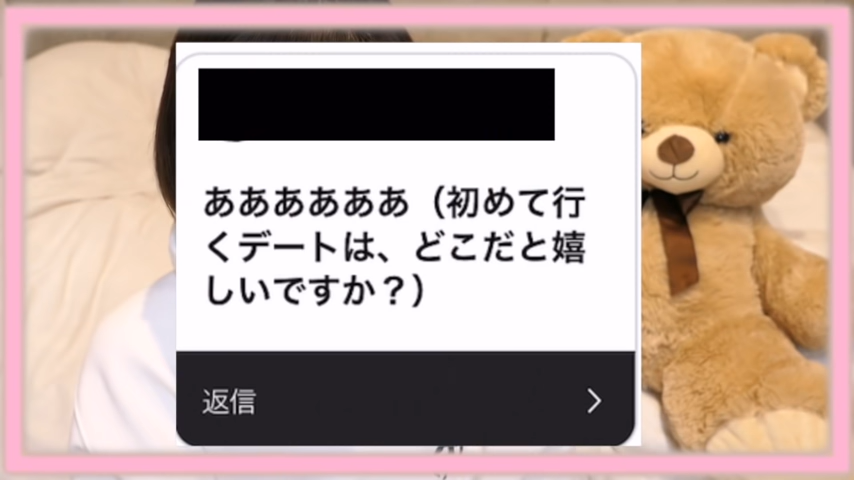 ああああああ（初めて行
くデートは、どこだと嬉
しいですか？）
返信